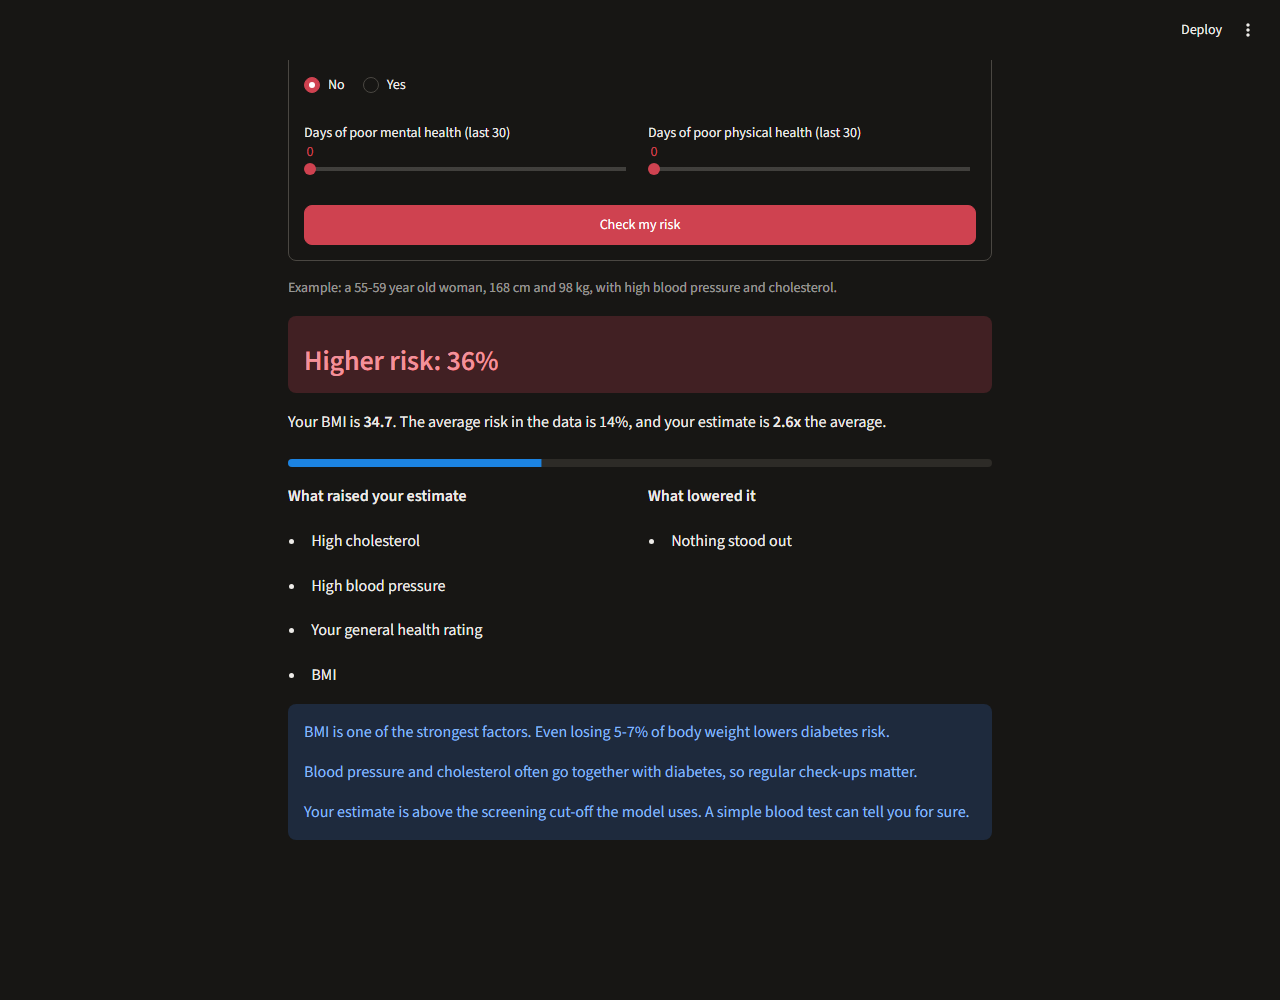 Deploy
No Yes
Days of poor mental health (last 30) Days of poor physical health (last 30)
0 0
Check my risk
Example: a 55-59 year old woman, 168 cm and 98 kg, with high blood pressure and cholesterol.
Higher risk: 36%
Your BMI is 34.7. The average risk in the data is 14%, and your estimate is 2.6x the average.
What raised your estimate
High cholesterol
High blood pressure
Your general health rating
BMI
What lowered it
Nothing stood out
BMI is one of the strongest factors. Even losing 5-7% of body weight lowers diabetes risk.
Blood pressure and cholesterol often go together with diabetes, so regular check-ups matter.
Your estimate is above the screening cut-off the model uses. A simple blood test can tell you for sure.